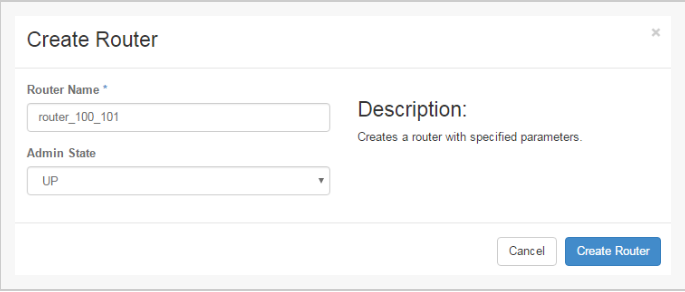 Create Router
×
Router Name *
router_100_101
Admin State
UP
Description:
Creates a router with specified parameters.
Cancel
Create Router